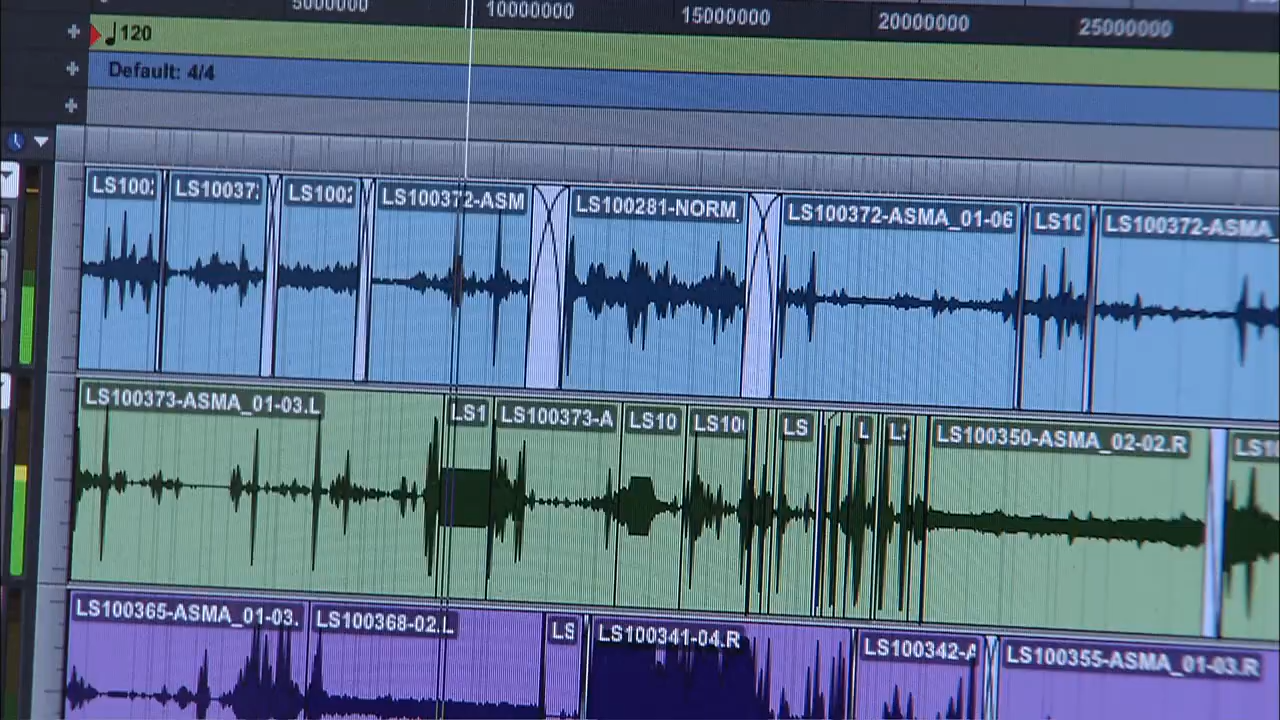 5000000 10000000 15000000 20000000 25000000
120
Default: 4/4
LS100 LS10037 LS100 LS100372-ASM LS100281-NORM LS100372-ASMA_01-06 LS10 LS100372-ASMA_
LS100373-ASMA_01-03.L LS1 LS100373-A LS10 LS10 LS L L LS100350-ASMA_02-02.R LS1
LS100365-ASMA_01-03. LS100368-02.L LS LS100341-04.R LS100342-A LS100355-ASMA_01-03.R